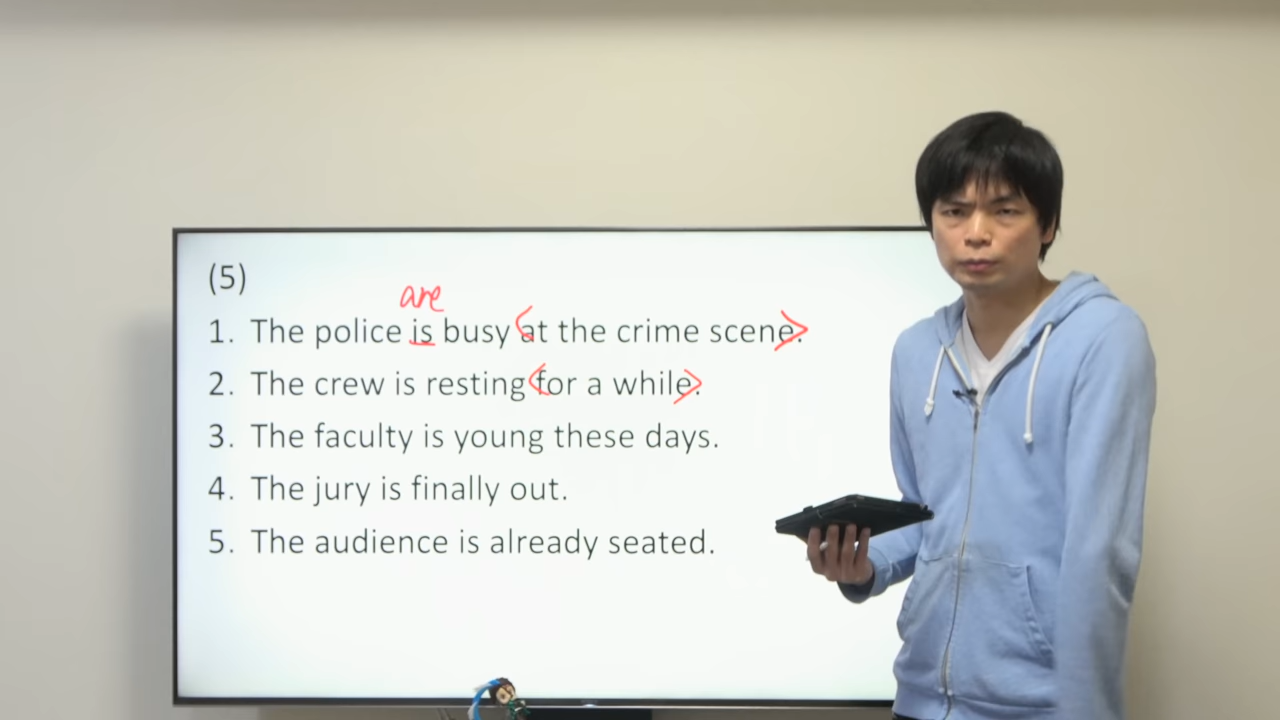 (5)
are
1. The police is busy <at the crime scene>.
2. The crew is resting <for a while>.
3. The faculty is young these days.
4. The jury is finally out.
5. The audience is already seated.